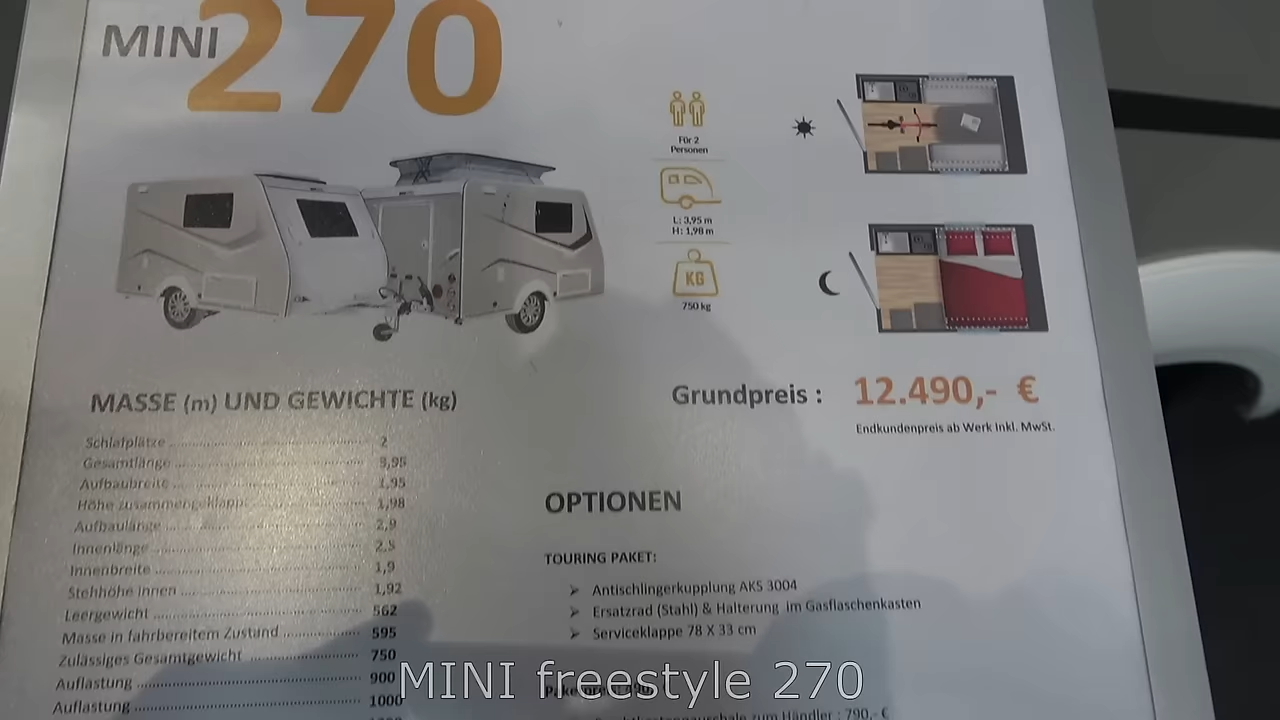 MINI 270
Für 2
Personen
L: 3,95 m
H: 1,98 m
KG
750 kg
MASSE (m) UND GEWICHTE (kg)
Schlafplätze 2
Gesamtlänge 3,95
Aufbaubreite 1,95
Höhe zusammengeklappt 1,98
Aufbaulänge 2,9
Innenlänge 2,5
Innenbreite 1,9
Stehhöhe innen 1,92
Leergewicht 562
Masse in fahrbereitem Zustand 595
Zulässiges Gesamtgewicht 750
Auflastung 900
Auflastung 1000
Grundpreis : 12.490,- €
Endkundenpreis ab Werk Inkl. MwSt.
OPTIONEN
TOURING PAKET:
➢ Antischlingerkupplung AKS 3004
➢ Ersatzrad (Stahl) & Halterung im Gasflaschenkasten
➢ Serviceklappe 78 X 33 cm
MINI freestyle 270
zum Händler : 790,- €